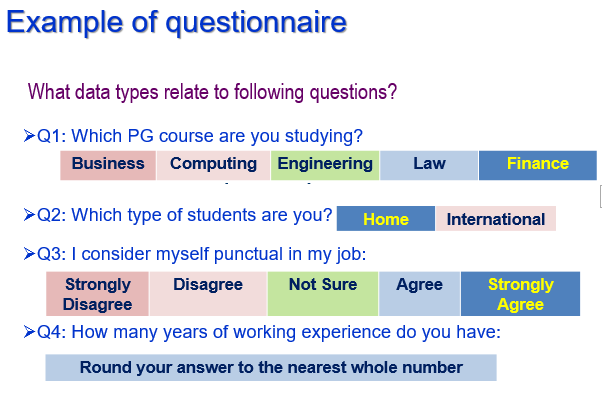 Example of questionnaire
What data types relate to following questions?
➢Q1: Which PG course are you studying?
Business Computing Engineering Law Finance
➢Q2: Which type of students are you? Home International
➢Q3: I consider myself punctual in my job:
Strongly Disagree Disagree Not Sure Agree Strongly Agree
➢Q4: How many years of working experience do you have:
Round your answer to the nearest whole number